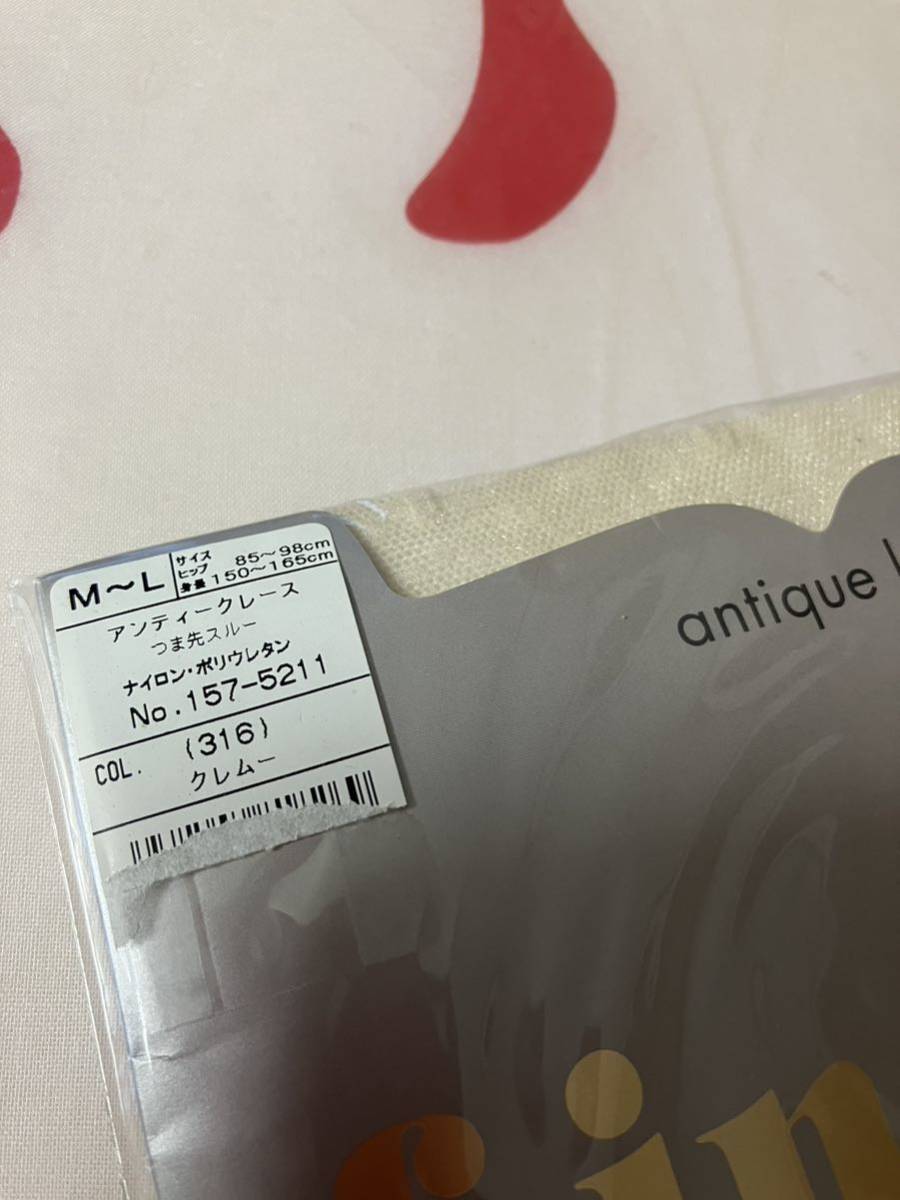 M～L
サイズ
ヒップ 85～98cm
身長 150～165cm
アンティークレース
つま先スルー
ナイロン・ポリウレタン
No.157-5211
COL. (316)
クレムー
antique